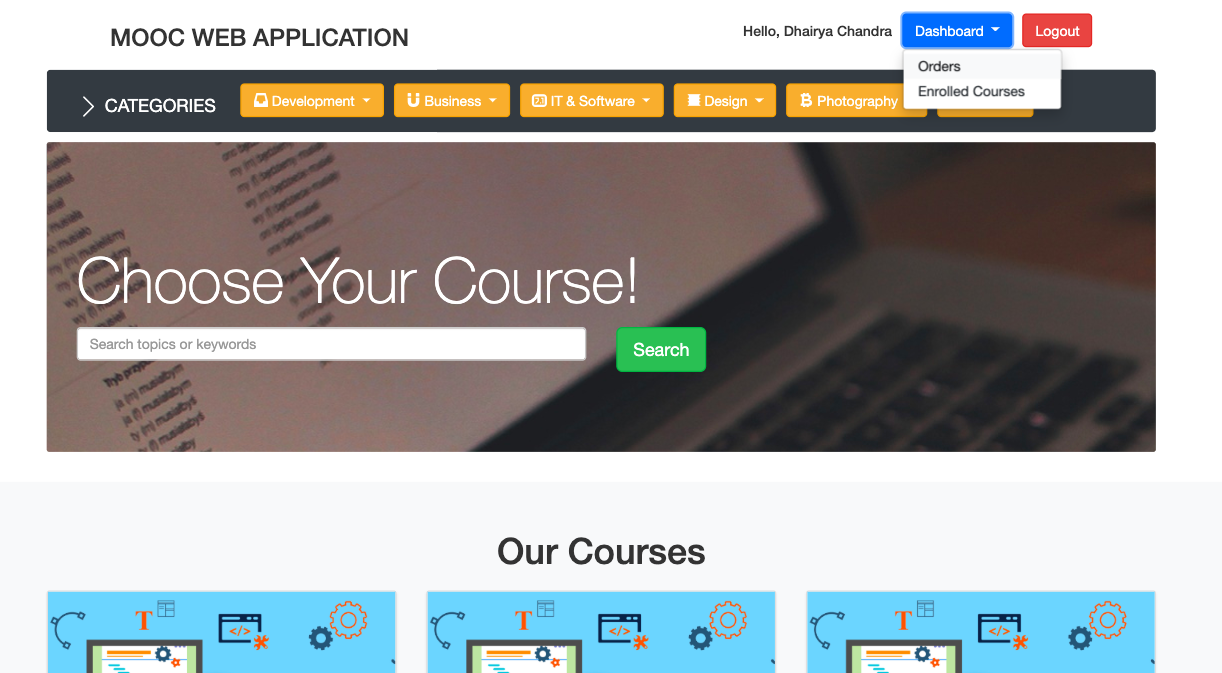 MOOC WEB APPLICATION
Hello, Dhairya Chandra
Dashboard
Logout
Orders
Enrolled Courses
CATEGORIES
Development
Business
IT & Software
Design
Photography
Choose Your Course!
Search topics or keywords
Search
Our Courses
T
</>
T
</>
T
</>